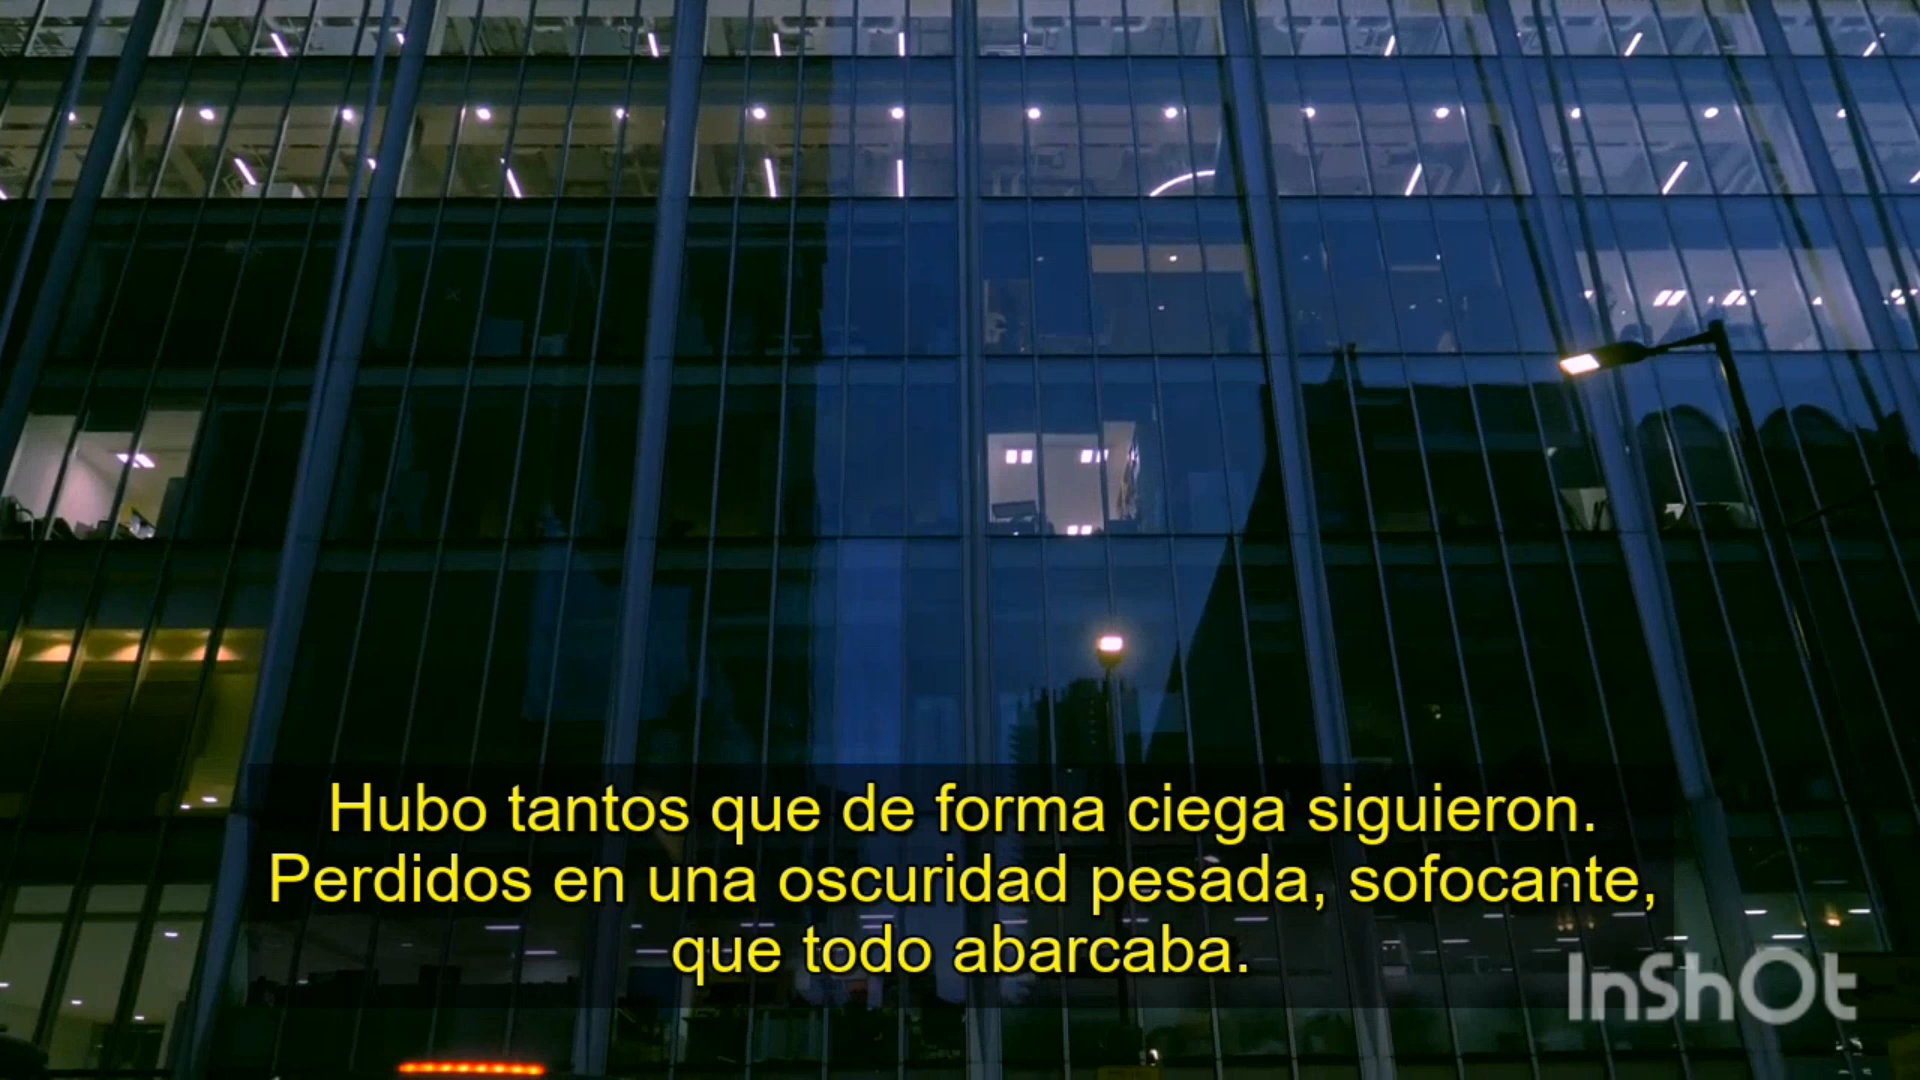 Hubo tantos que de forma ciega siguieron.
Perdidos en una oscuridad pesada, sofocante,
que todo abarcaba.
InShOt